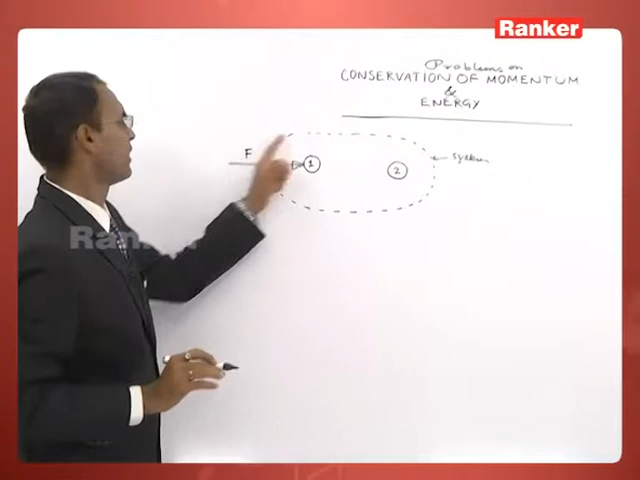 Ranker
Problems on
CONSERVATION OF MOMENTUM
&
ENERGY
F
1
2
system
Ranker